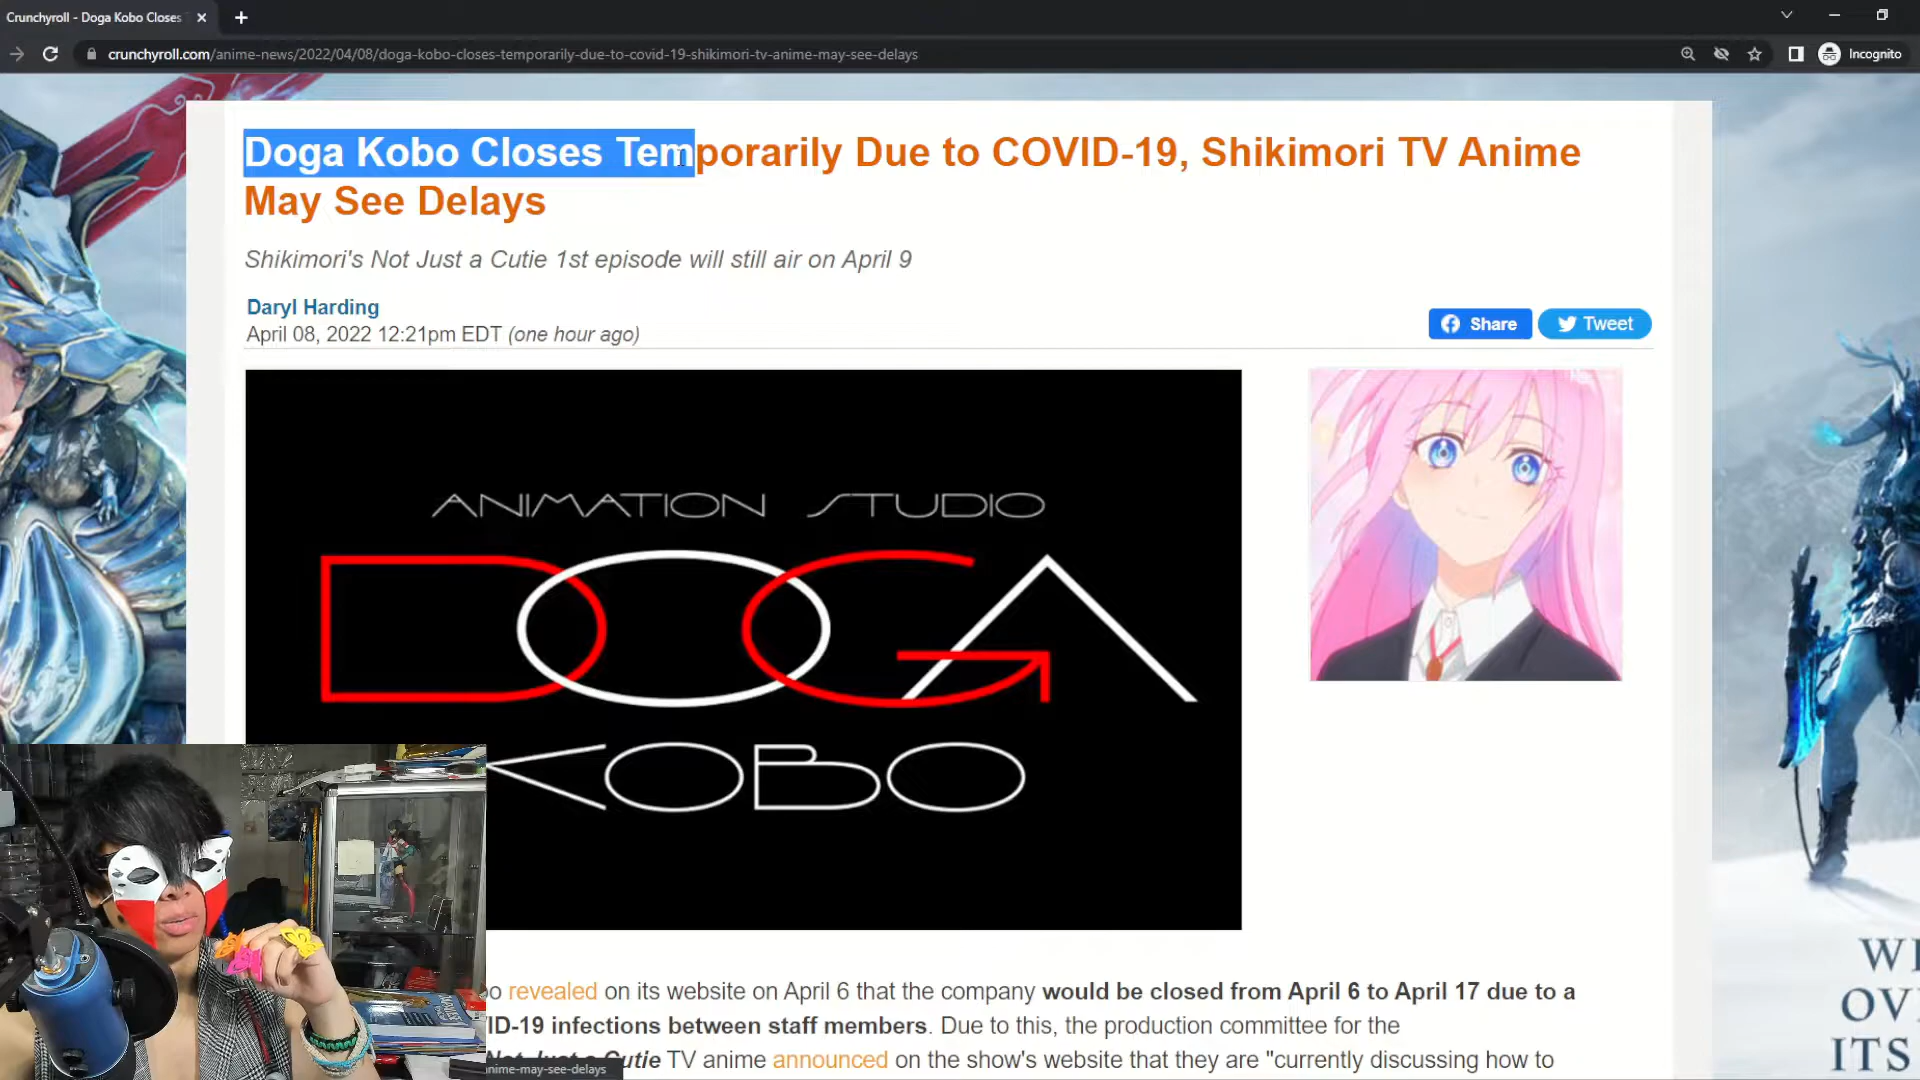 Crunchyroll - Doga Kobo Closes
crunchyroll.com/anime-news/2022/04/08/doga-kobo-closes-temporarily-due-to-covid-19-shikimori-tv-anime-may-see-delays
Incognito
Doga Kobo Closes Temporarily Due to COVID-19, Shikimori TV Anime
May See Delays
Shikimori's Not Just a Cutie 1st episode will still air on April 9
Daryl Harding
April 08, 2022 12:21pm EDT (one hour ago)
Share
Tweet
ANIMATION STUDIO
DOGA
KOBO
o revealed on its website on April 6 that the company would be closed from April 6 to April 17 due to a
ID-19 infections between staff members. Due to this, the production committee for the
Not Just a Cutie TV anime announced on the show's website that they are "currently discussing how to
anime-may-see-delays
WI
OV
ITS